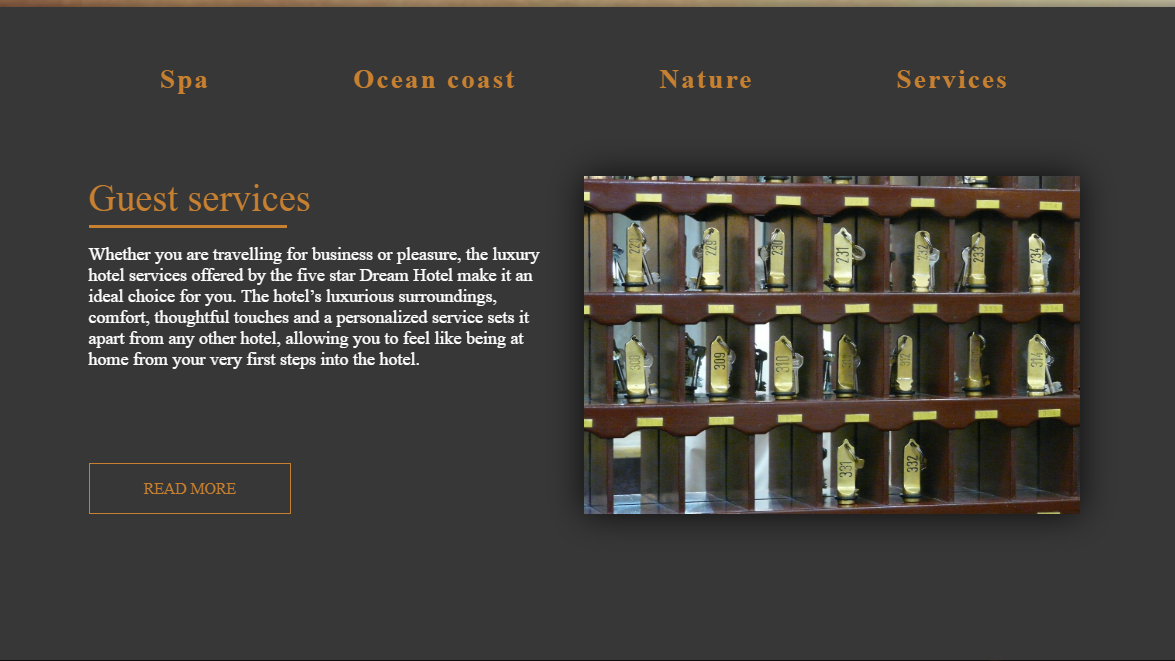 Spa Ocean coast Nature Services
Guest services
Whether you are travelling for business or pleasure, the luxury
hotel services offered by the five star Dream Hotel make it an
ideal choice for you. The hotel’s luxurious surroundings,
comfort, thoughtful touches and a personalized service sets it
apart from any other hotel, allowing you to feel like being at
home from your very first steps into the hotel.
READ MORE
229 230 231 232 233 234
309 310 312 314
331 332